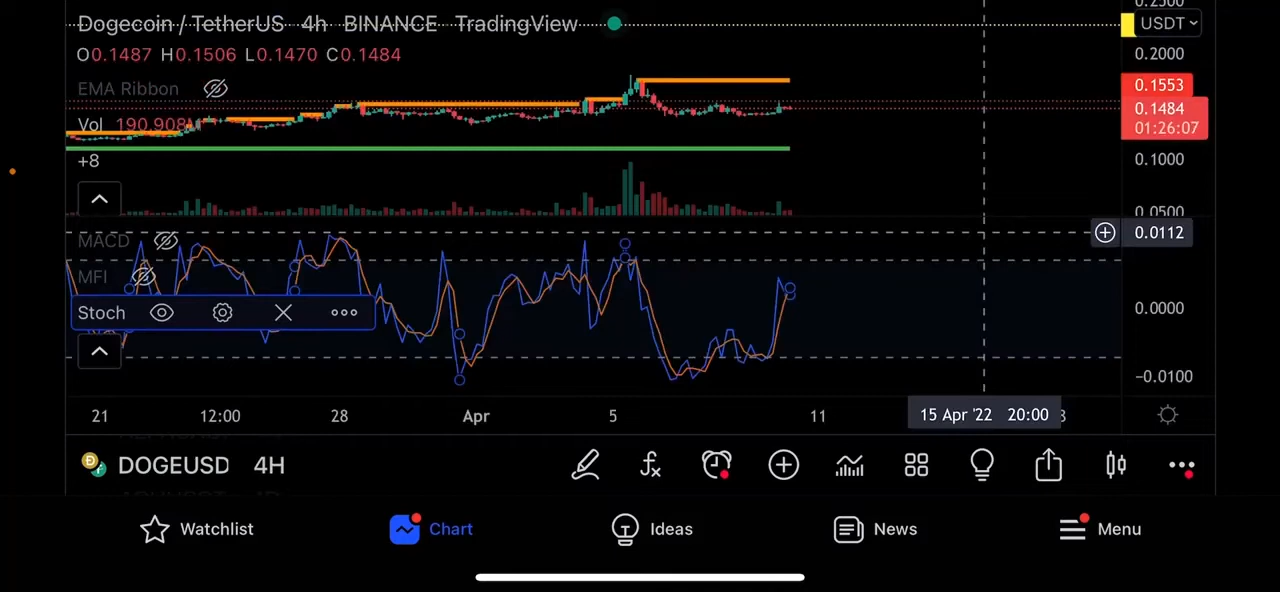 Dogecoin / TetherUS 4h BINANCE TradingView
USDT
0.2000
O0.1487 H0.1506 L0.1470 C0.1484
EMA Ribbon
0.1553
0.1484
01:26:07
Vol 190.908M
+8
0.1000
0.0500
MACD
0.0112
MFI
Stoch
0.0000
-0.0100
21 12:00 28 Apr 5 11 15 Apr '22 20:00
DOGEUSD 4H
Watchlist Chart Ideas News Menu